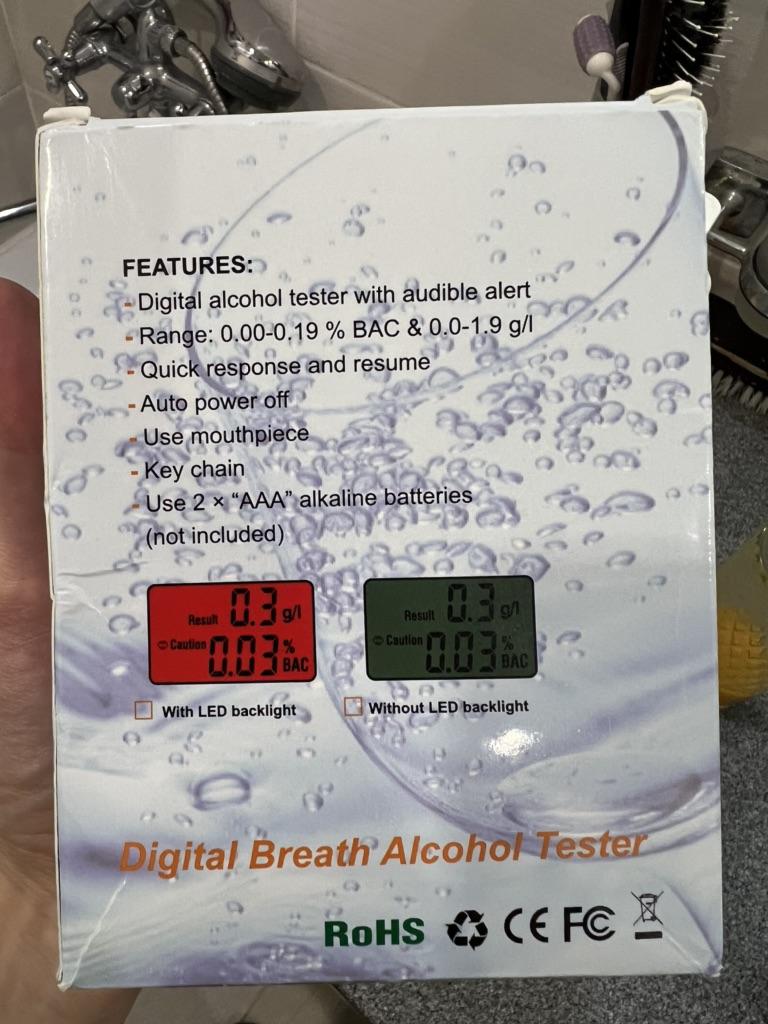 FEATURES:
- Digital alcohol tester with audible alert
- Range: 0.00-0.19 % BAC & 0.0-1.9 g/l
- Quick response and resume
- Auto power off
- Use mouthpiece
- Key chain
- Use 2 × “AAA” alkaline batteries
(not included)
Result 0.3 g/l
Caution 0.03 % BAC
Result 0.3 g/l
Caution 0.03 % BAC
With LED backlight
Without LED backlight
Digital Breath Alcohol Tester
RoHS CE FC